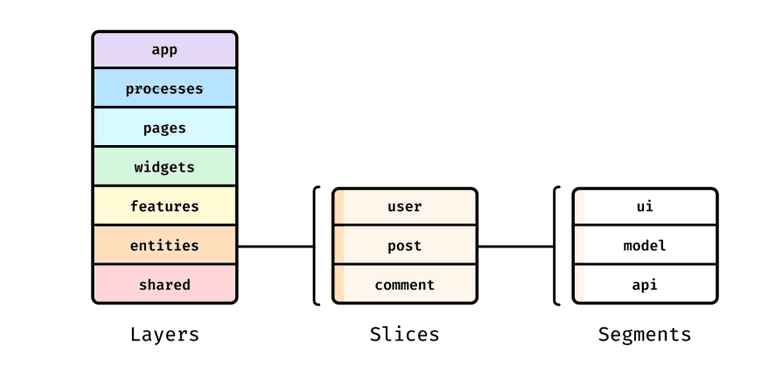 app
processes
pages
widgets
features
entities
shared
Layers
user
post
comment
Slices
ui
model
api
Segments